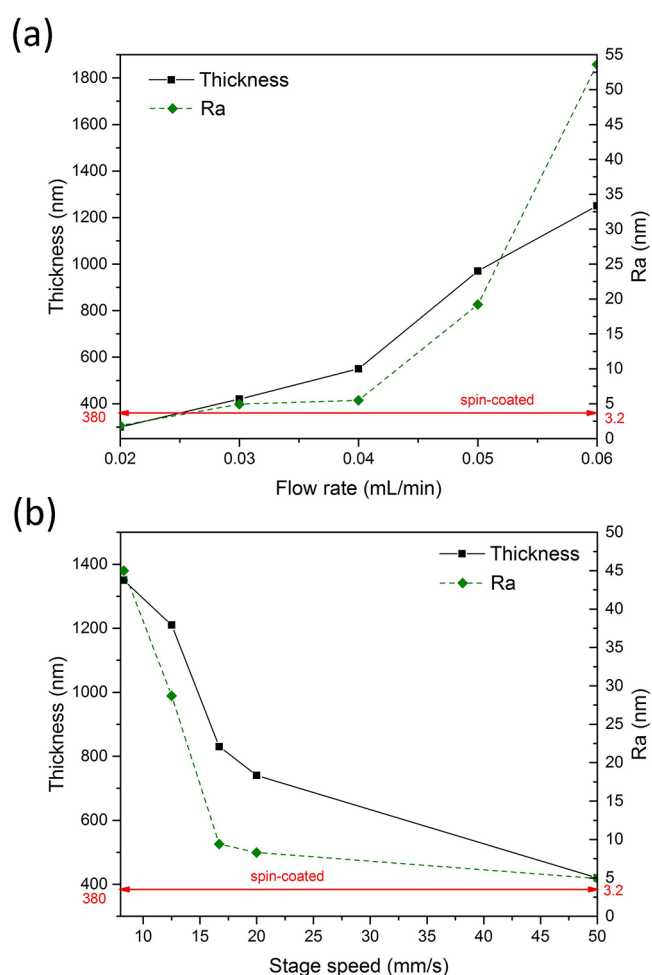 (a)
Thickness
Ra
1800
1600
1400
1200
1000
800
600
400
380
Thickness (nm)
55
50
45
40
35
30
25
20
15
10
5
3.2
0
Ra (nm)
spin-coated
0.02 0.03 0.04 0.05 0.06
Flow rate (mL/min)
(b)
Thickness
Ra
1400
1200
1000
800
600
400
380
Thickness (nm)
50
45
40
35
30
25
20
15
10
5
3.2
0
Ra (nm)
spin-coated
10 15 20 25 30 35 40 45 50
Stage speed (mm/s)